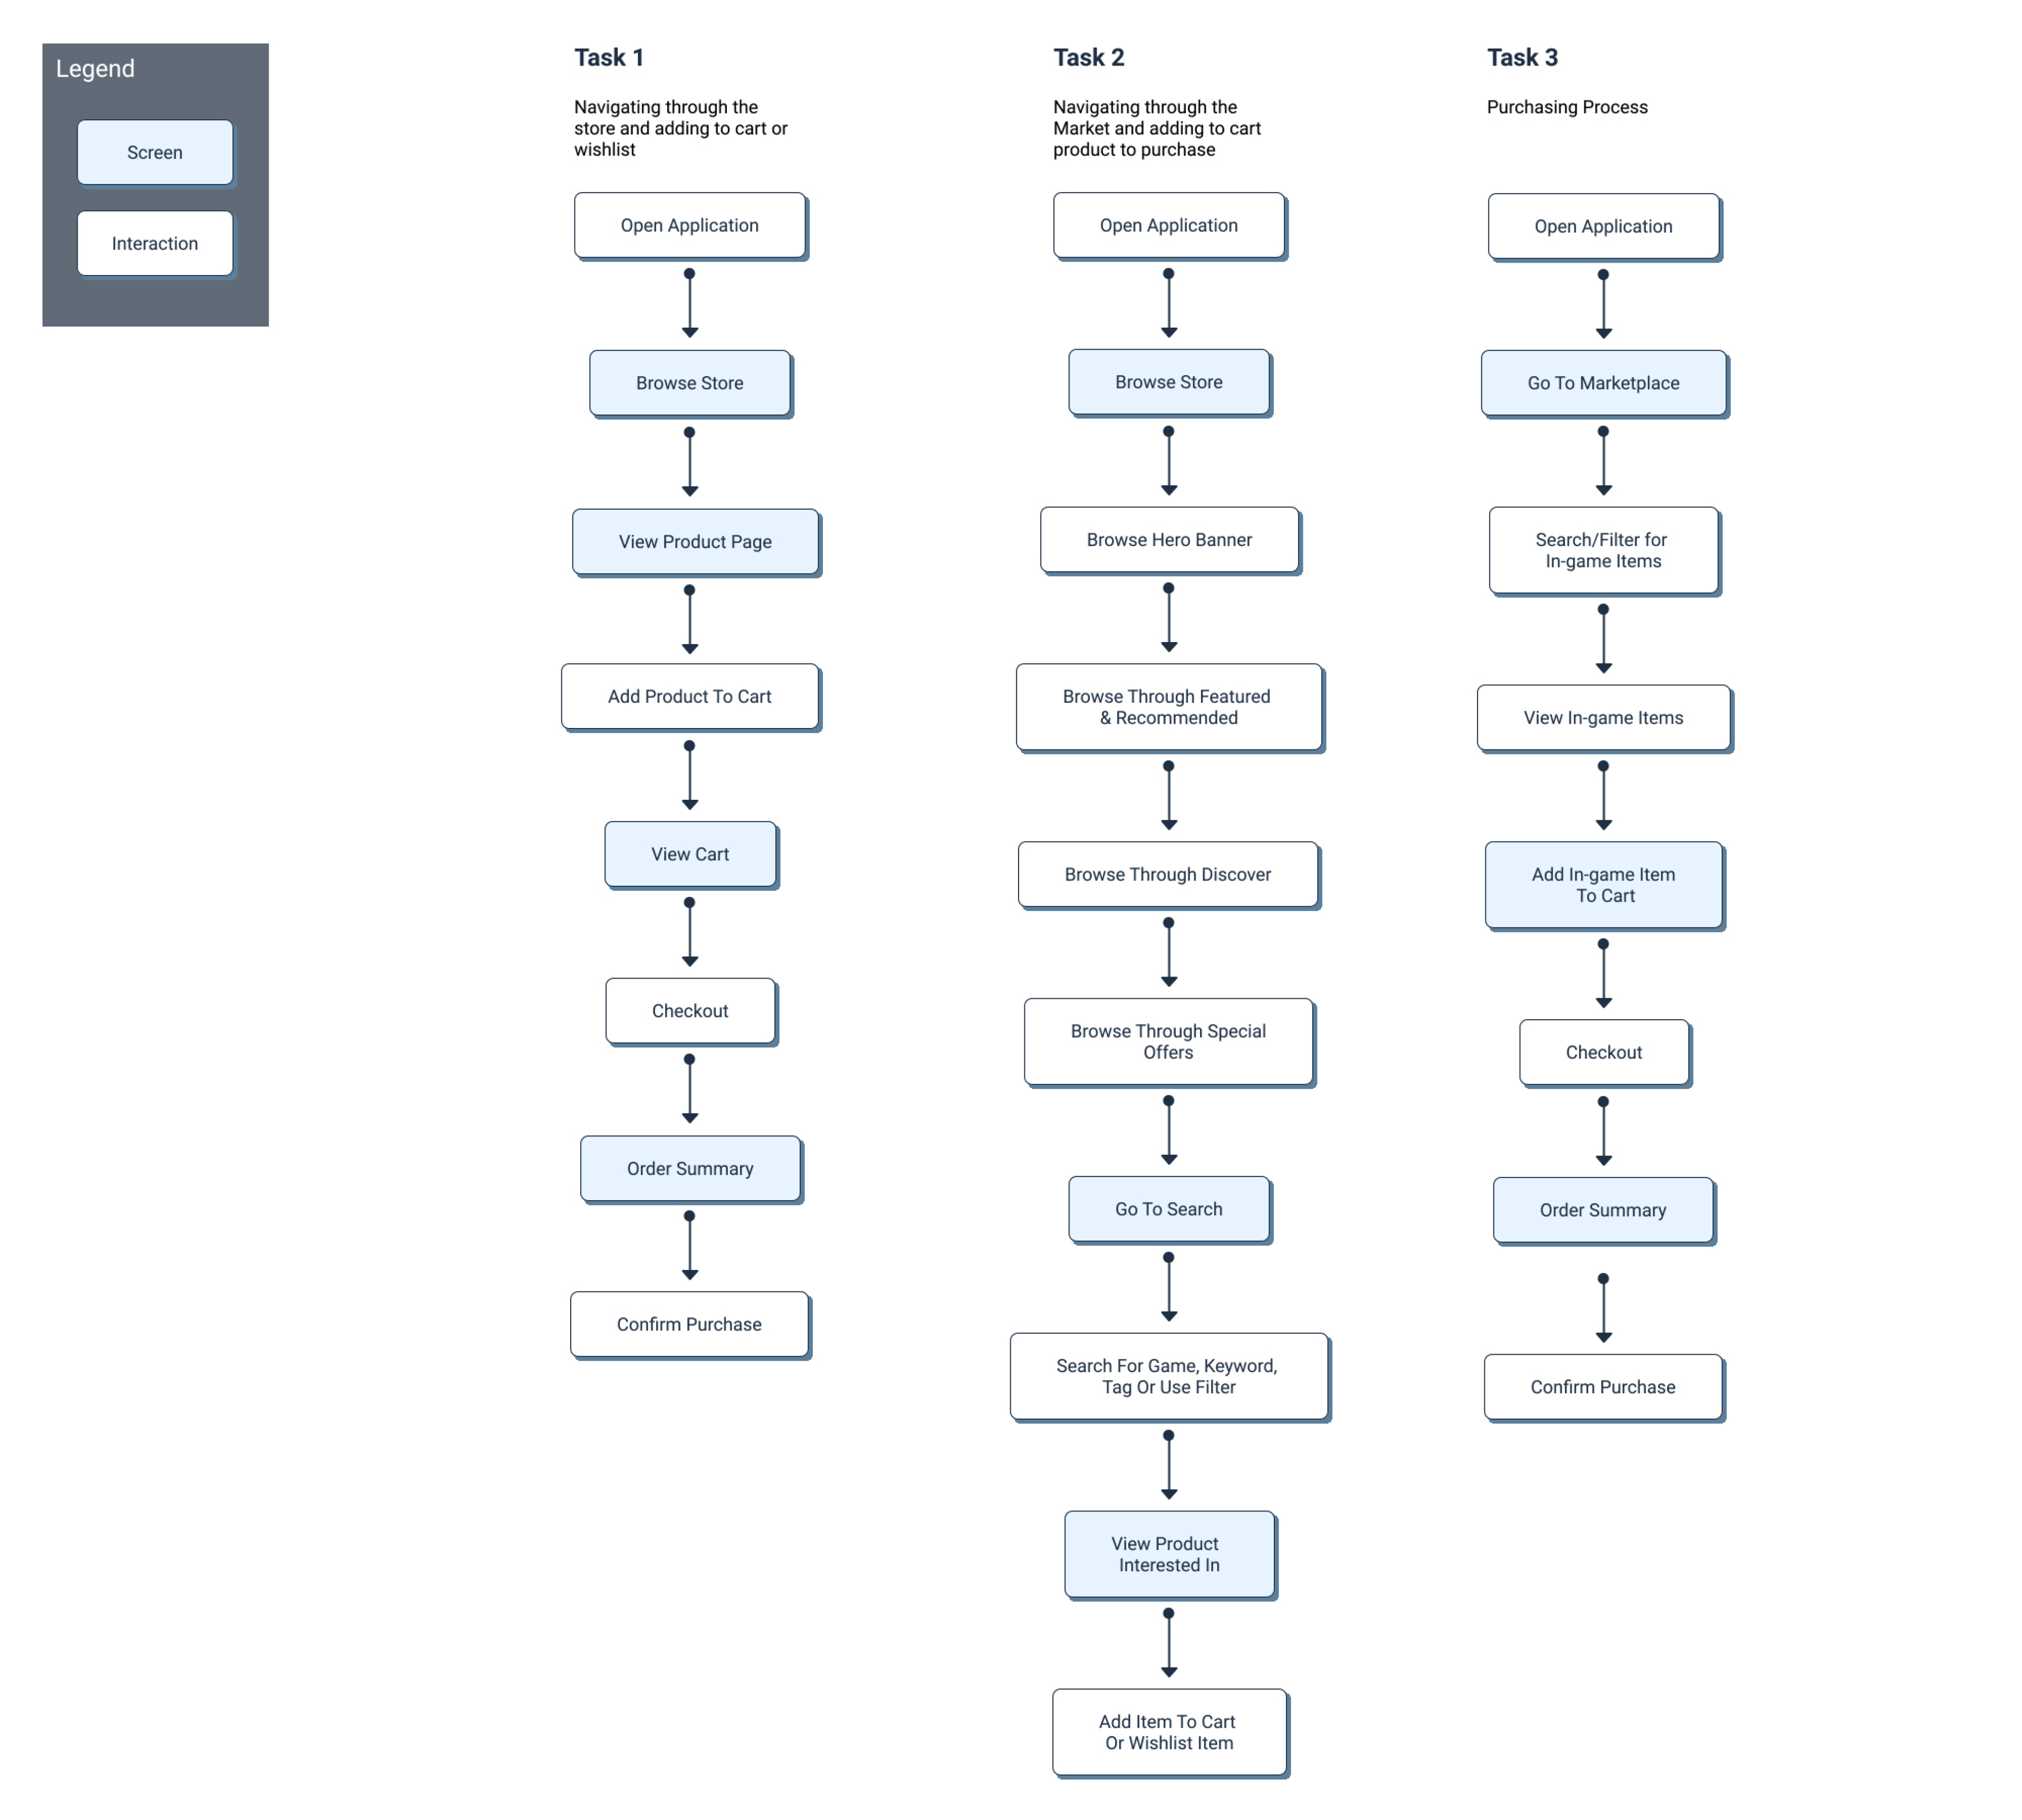 Legend
Screen
Interaction
Task 1
Navigating through the
store and adding to cart or
wishlist
Open Application
Browse Store
View Product Page
Add Product To Cart
View Cart
Checkout
Order Summary
Confirm Purchase
Task 2
Navigating through the
Market and adding to cart
product to purchase
Open Application
Browse Store
Browse Hero Banner
Browse Through Featured
& Recommended
Browse Through Discover
Browse Through Special
Offers
Go To Search
Search For Game, Keyword,
Tag Or Use Filter
View Product
Interested In
Add Item To Cart
Or Wishlist Item
Task 3
Purchasing Process
Open Application
Go To Marketplace
Search/Filter for
In-game Items
View In-game Items
Add In-game Item
To Cart
Checkout
Order Summary
Confirm Purchase